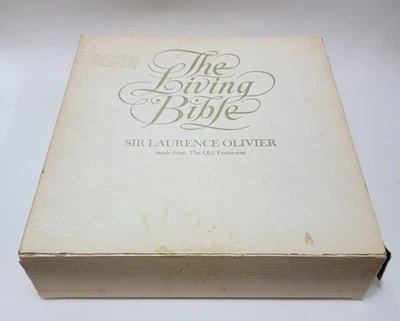 The
Living
Bible
SIR LAURENCE OLIVIER
reads from The Old Testament